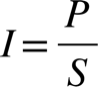 I = P / S